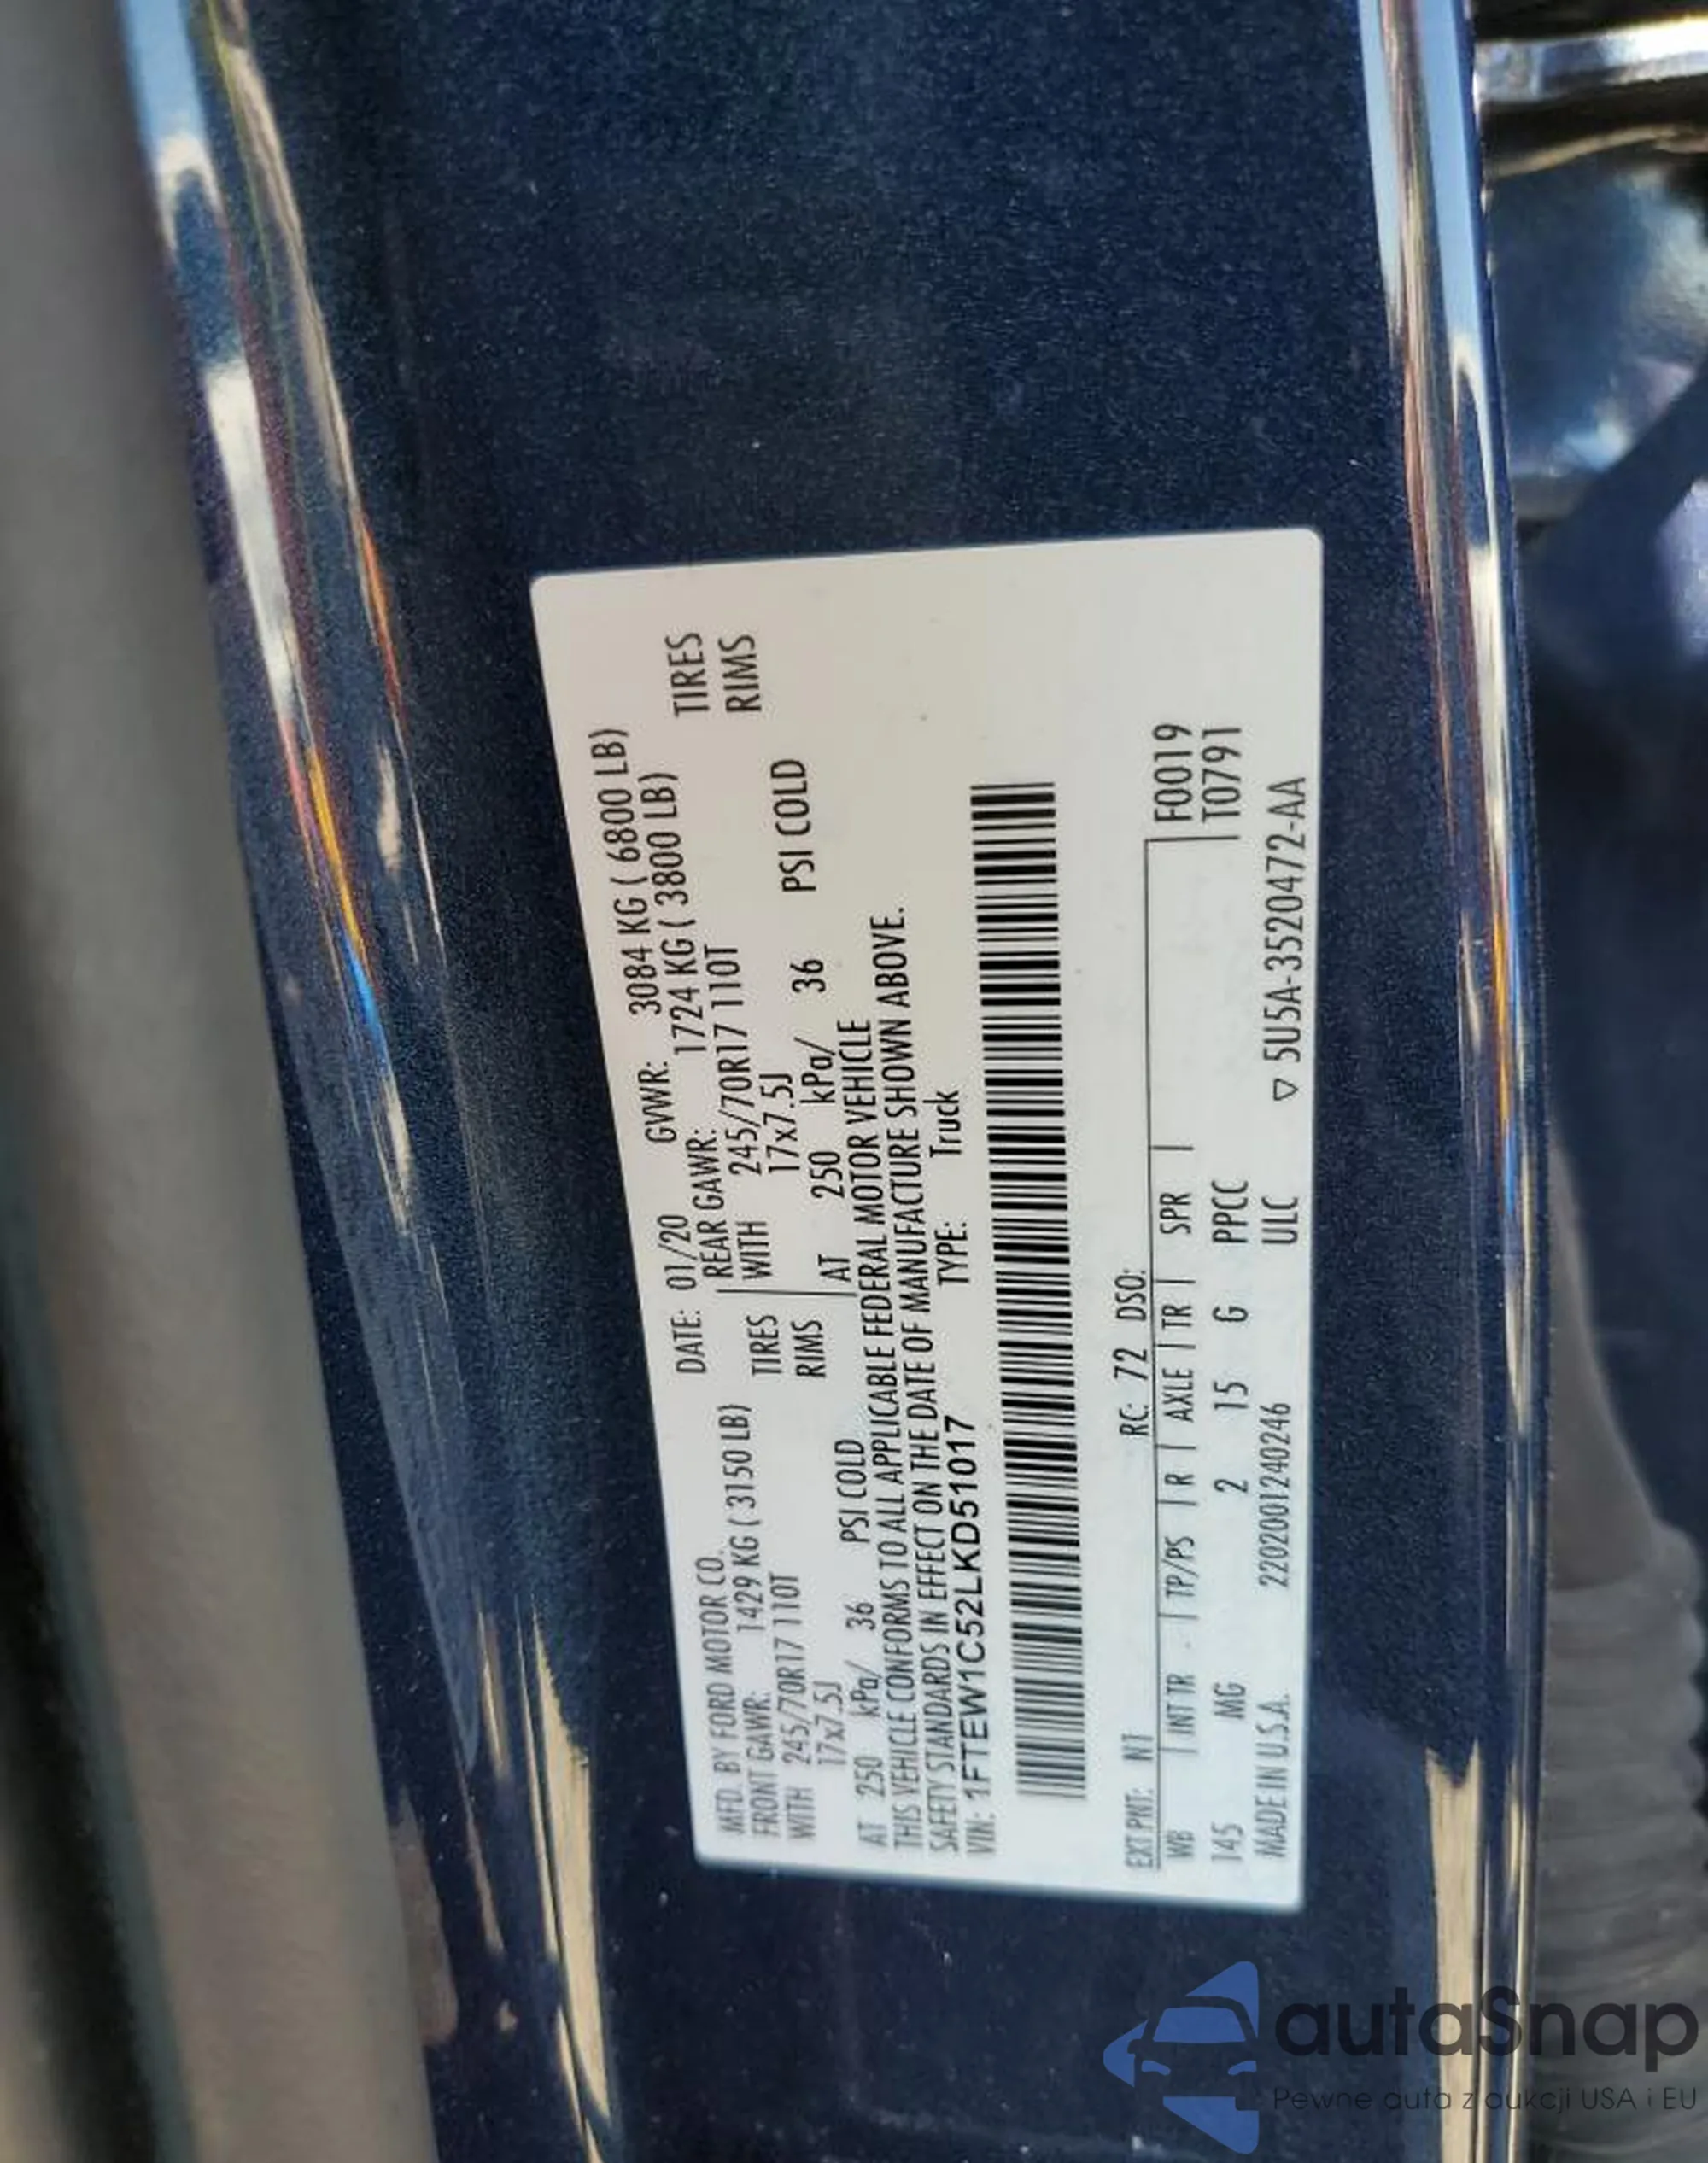 MFD. BY FORD MOTOR CO.
DATE: 01/20 GVWR: 3084 KG ( 6800 LB)
FRONT GAWR: 1429 KG ( 3150 LB) REAR GAWR: 1724 KG ( 3800 LB)
WITH 245/70R17 110T TIRES WITH 245/70R17 110T TIRES
17x7.5J RIMS 17x7.5J RIMS
AT 250 kPa/ 36 PSI COLD AT 250 kPa/ 36 PSI COLD
THIS VEHICLE CONFORMS TO ALL APPLICABLE FEDERAL MOTOR VEHICLE
SAFETY STANDARDS IN EFFECT ON THE DATE OF MANUFACTURE SHOWN ABOVE.
VIN: 1FTEW1C52LKD51017 TYPE: Truck
EXT PNT: N1 RC: 72 DSO:
WB INT TR TP/PS R AXLE TR SPR F0019
145 MG 2 15 G PPCC T0791
MADE IN U.S.A. 220200124​0246 ULC ▽ 5U5A-3520472-AA
autaSnap
Pewne auta z aukcji USA i EU